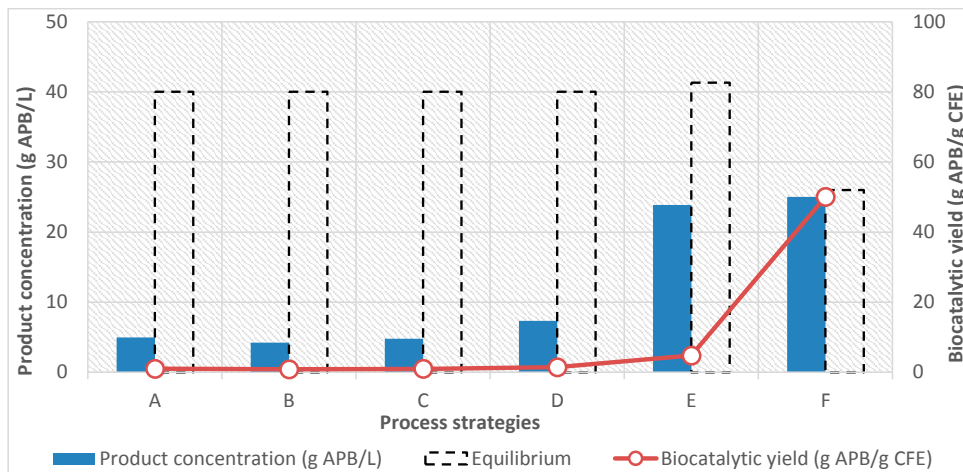 Product concentration (g APB/L)
50
40
30
20
10
0
100
80
60
40
20
0
Biocatalytic yield (g APB/g CFE)
A B C D E F
Process strategies
Product concentration (g APB/L) Equilibrium Biocatalytic yield (g APB/g CFE)